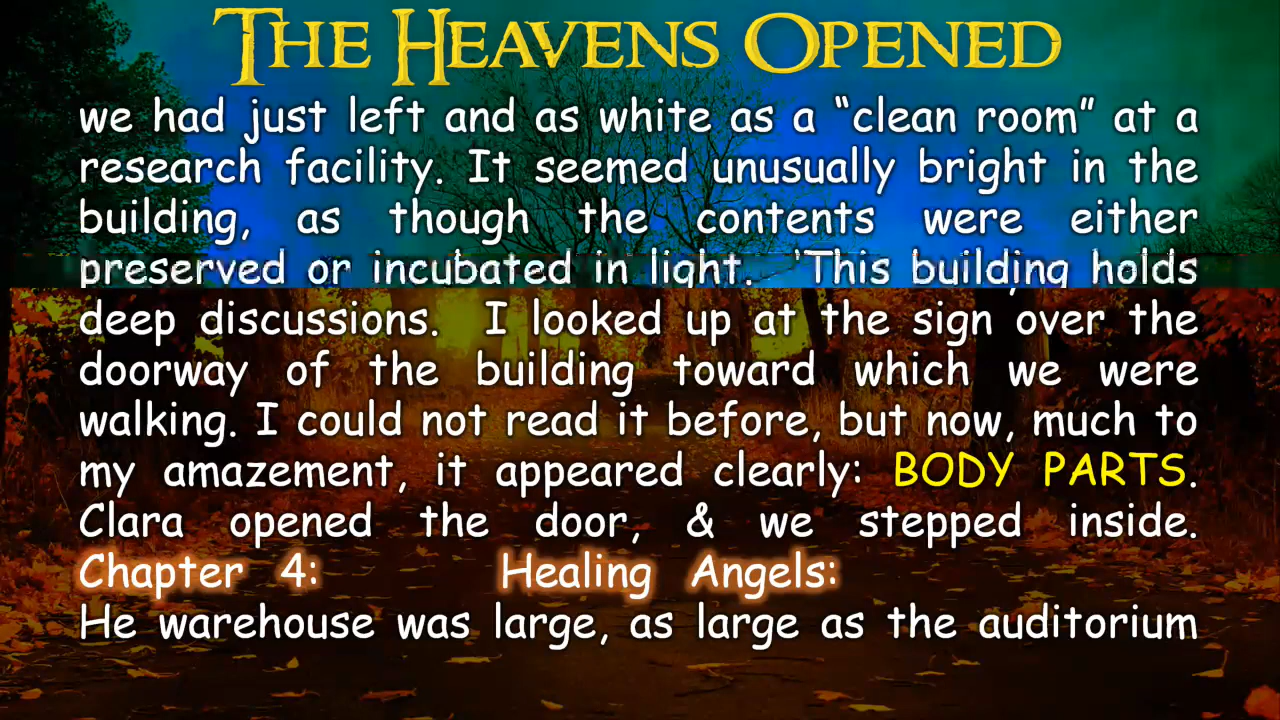 THE HEAVENS OPENED
we had just left and as white as a “clean room” at a
research facility. It seemed unusually bright in the
building, as though the contents were either
preserved or incubated in light. ‘This building holds
deep discussions. I looked up at the sign over the
doorway of the building toward which we were
walking. I could not read it before, but now, much to
my amazement, it appeared clearly: BODY PARTS.
Clara opened the door, & we stepped inside.
Chapter 4: Healing Angels:
He warehouse was large, as large as the auditorium